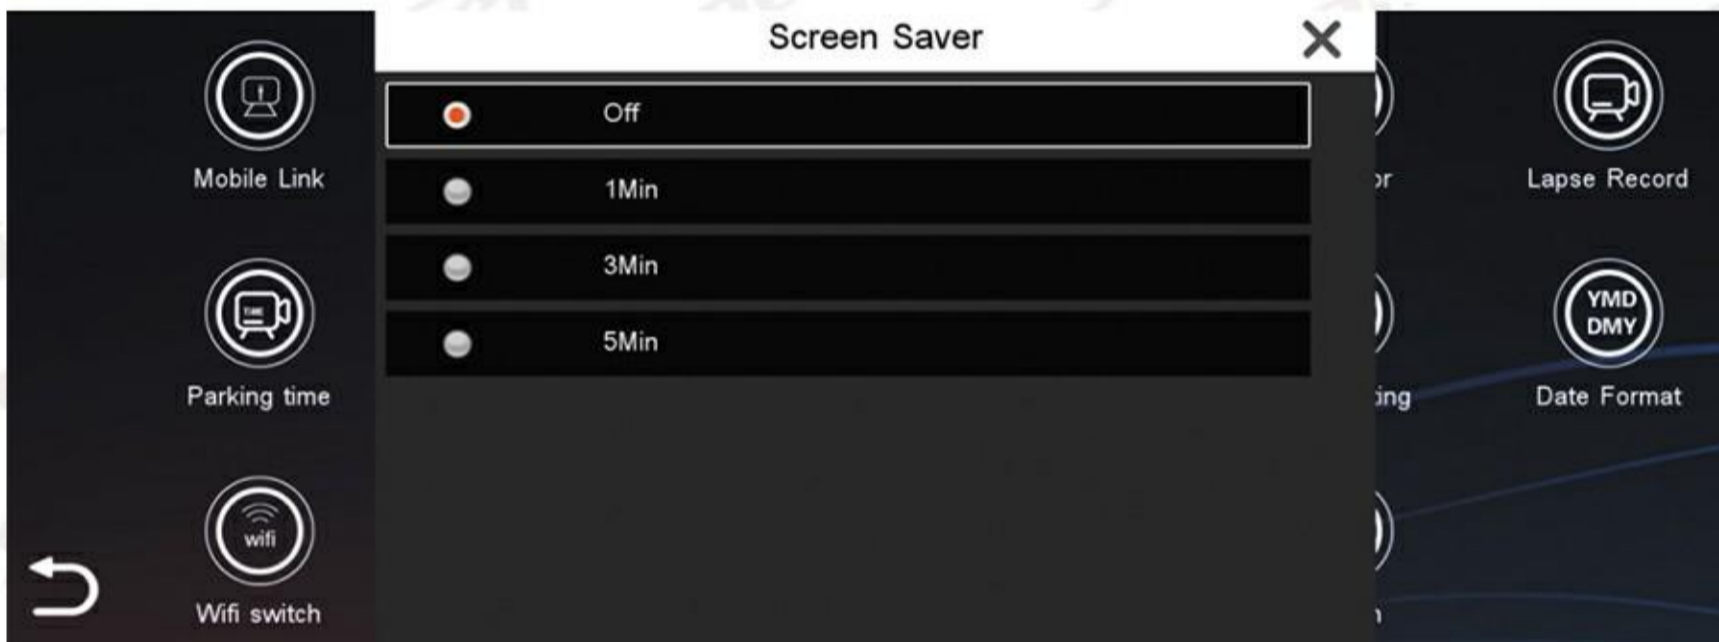 Screen Saver
Off
1Min
3Min
5Min
Mobile Link
Lapse Record
TIME
Parking time
YMD
DMY
Date Format
wifi
Wifi switch